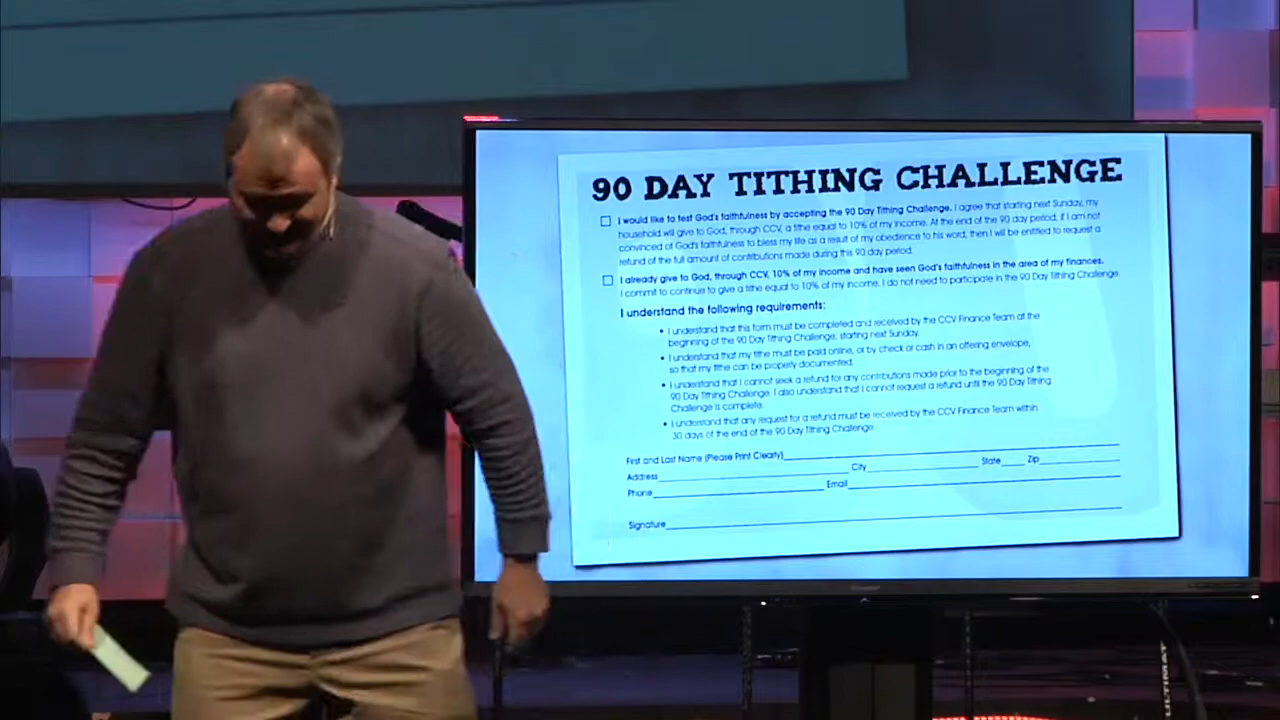 90 DAY TITHING CHALLENGE
I would like to test God's faithfulness by accepting the 90 Day Tithing Challenge. I agree that starting next Sunday, my
household will give to God, through CCV, a tithe equal to 10% of my income. At the end of the 90 day period, if I am not
convinced of God's faithfulness to bless my life as a result of my obedience to his word, then I will be entitled to request a
refund of the full amount of contributions made during this 90 day period.
I already give to God, through CCV, 10% of my income and have seen God's faithfulness in the area of my finances.
I commit to continue to give a tithe equal to 10% of my income. I do not need to participate in the 90 Day Tithing Challenge.
I understand the following requirements:
• I understand that this form must be completed and received by the CCV Finance Team at the
beginning of the 90 Day Tithing Challenge, starting next Sunday.
• I understand that my tithe must be paid online, or by check or cash in an offering envelope,
so that my tithe can be properly documented.
• I understand that I cannot seek a refund for any contributions made prior to the beginning of the
90 Day Tithing Challenge. I also understand that I cannot request a refund until the 90 Day Tithing
Challenge is complete.
• I understand that any request for a refund must be received by the CCV Finance Team within
30 days of the end of the 90 Day Tithing Challenge.
First and Last Name (Please Print Clearly)
Address City State Zip
Phone Email
Signature
ULTIMAT